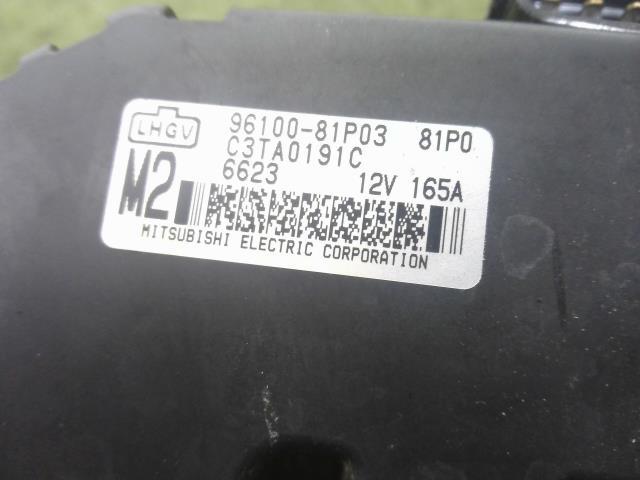 LHGV 96100-81P03 81P0
C3TA0191C
6623 12V 165A
M2
MITSUBISHI ELECTRIC CORPORATION